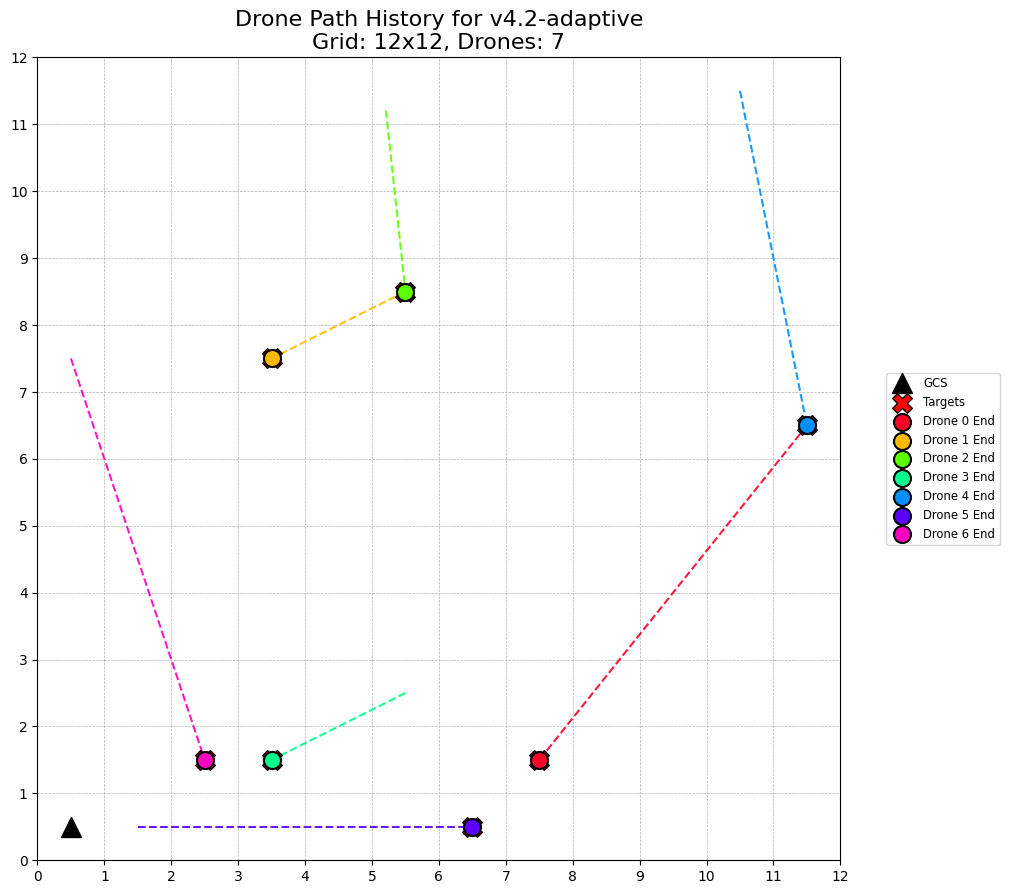 Drone Path History for v4.2-adaptive
Grid: 12x12, Drones: 7
12
11
10
9
8
7
6
5
4
3
2
1
0
0 1 2 3 4 5 6 7 8 9 10 11 12
GCS
Targets
Drone 0 End
Drone 1 End
Drone 2 End
Drone 3 End
Drone 4 End
Drone 5 End
Drone 6 End